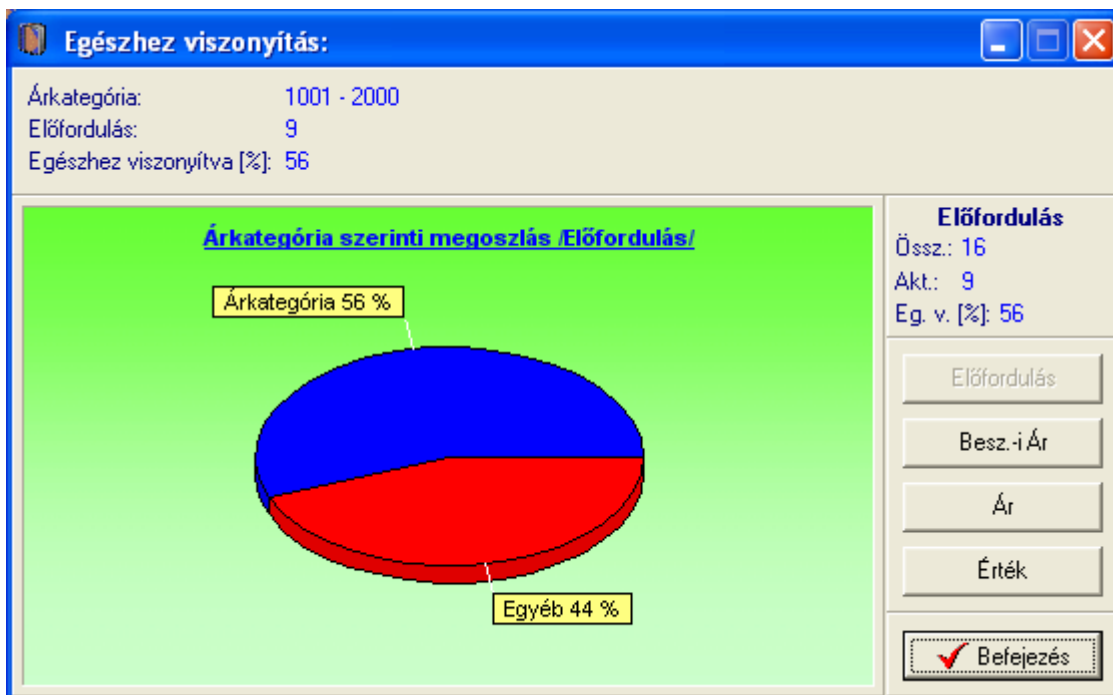 Egészhez viszonyítás:
Árkategória: 1001 - 2000
Előfordulás: 9
Egészhez viszonyítva [%]: 56
Árkategória szerinti megoszlás /Előfordulás/
Árkategória 56 %
Egyéb 44 %
Előfordulás
Össz.: 16
Akt.: 9
Eg. v. [%]: 56
Előfordulás
Besz.-i Ár
Ár
Érték
Befejezés